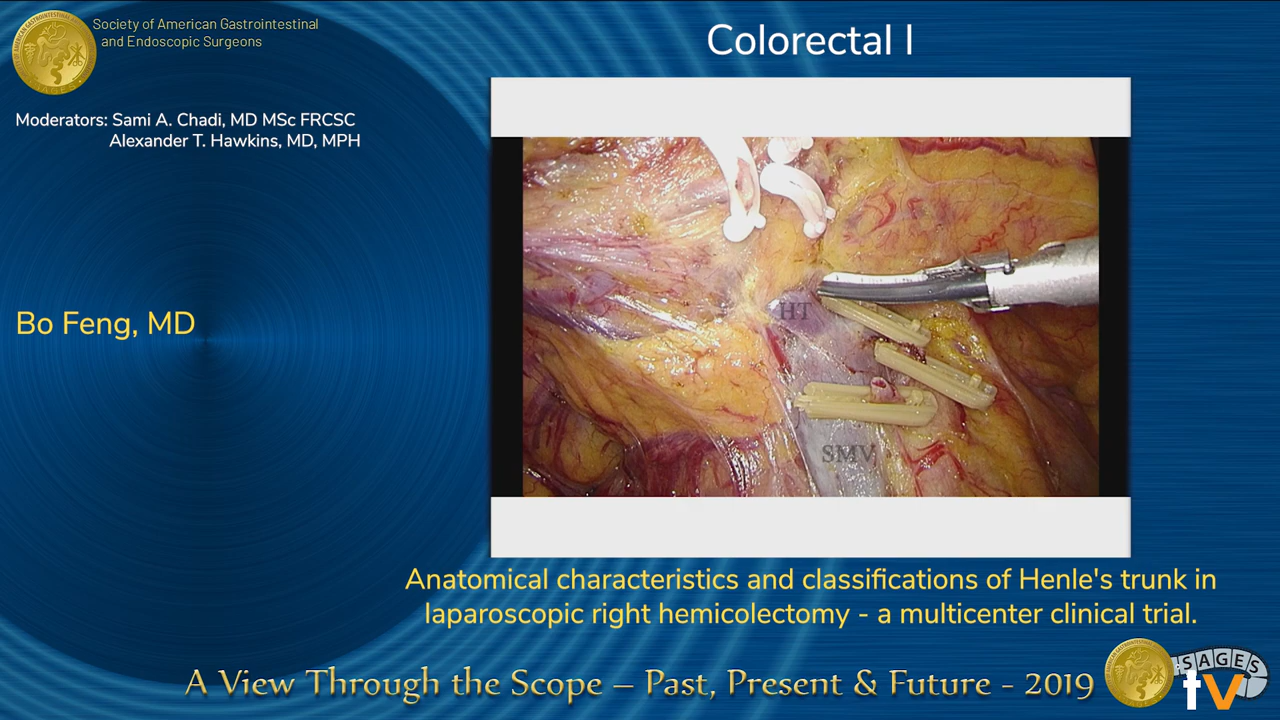 Society of American Gastrointestinal
and Endoscopic Surgeons
Colorectal I
Moderators: Sami A. Chadi, MD MSc FRCSC
Alexander T. Hawkins, MD, MPH
Bo Feng, MD
HT
SMV
Anatomical characteristics and classifications of Henle's trunk in
laparoscopic right hemicolectomy - a multicenter clinical trial.
A View Through the Scope – Past, Present & Future - 2019
SAGES
tv